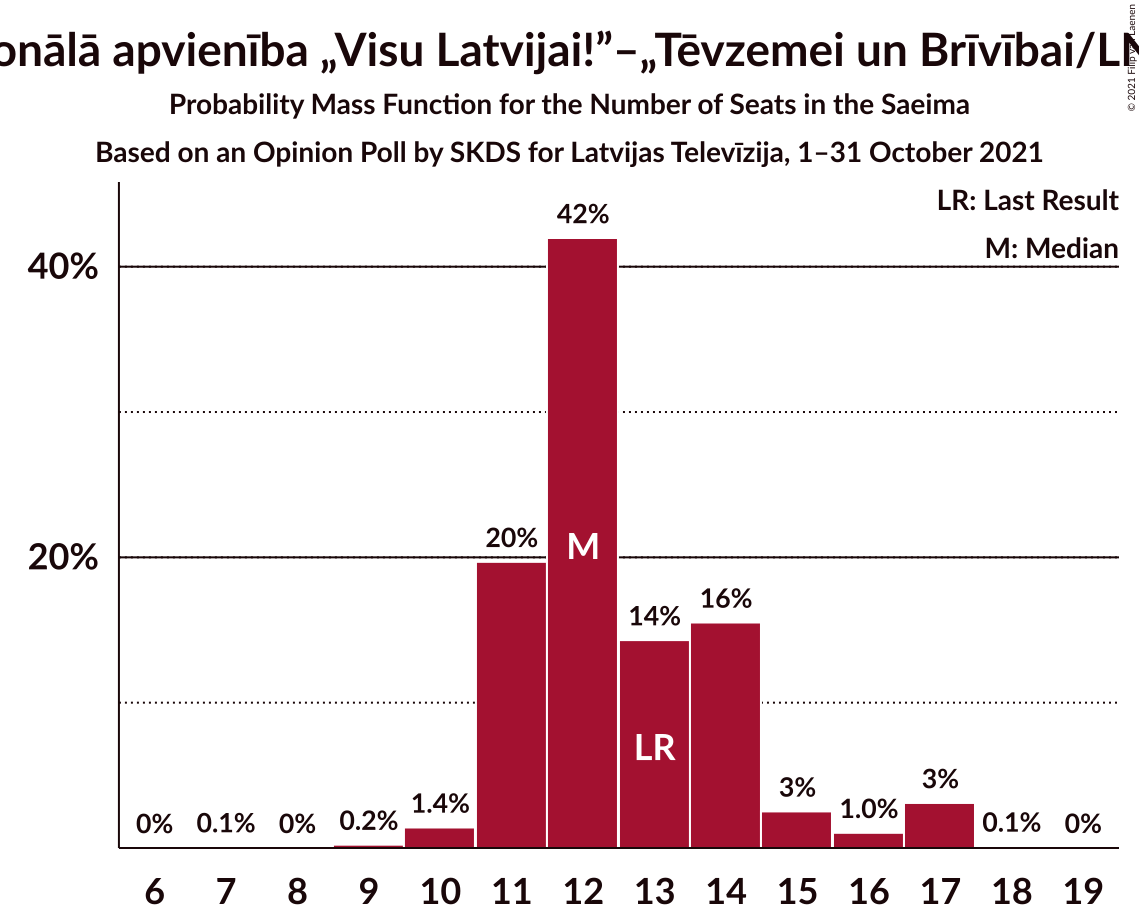 onālā apvienība „Visu Latvijai!”–„Tēvzemei un Brīvībai/LN
Probability Mass Function for the Number of Seats in the Saeima
Based on an Opinion Poll by SKDS for Latvijas Televīzija, 1–31 October 2021
© 2021 Filip Laenen
LR: Last Result
M: Median
42%
40%
20%
20%
M
16%
14%
LR
3%
3%
1.4%
1.0%
0%
0.1%
0%
0.2%
0.1%
0%
6 7 8 9 10 11 12 13 14 15 16 17 18 19